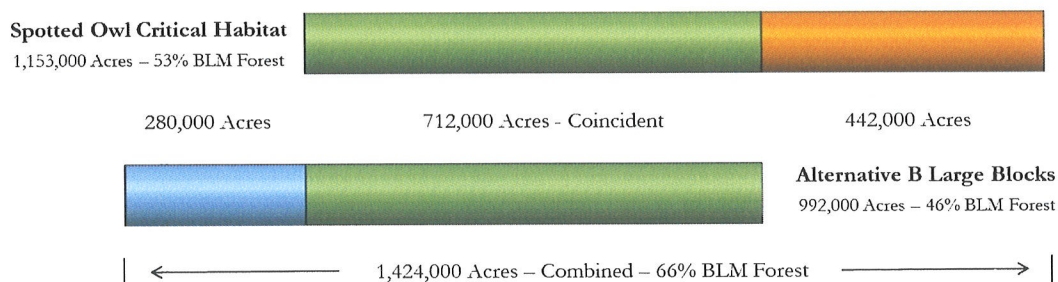 Spotted Owl Critical Habitat
1,153,000 Acres – 53% BLM Forest
280,000 Acres
712,000 Acres - Coincident
442,000 Acres
Alternative B Large Blocks
992,000 Acres – 46% BLM Forest
1,424,000 Acres – Combined – 66% BLM Forest